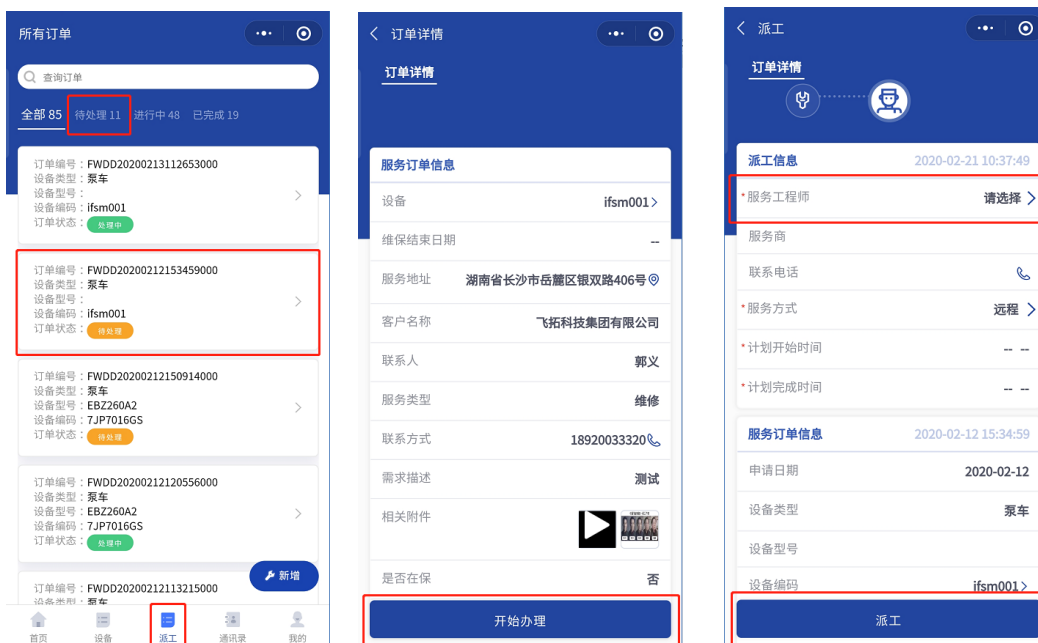 所有订单
查询订单
全部 85 待处理 11 进行中 48 已完成 19
订单编号：FWDD20200213112653000
设备类型：泵车
设备型号：
设备编码：ifsm001
订单状态：处理中
订单编号：FWDD20200212153459000
设备类型：泵车
设备型号：
设备编码：ifsm001
订单状态：待处理
订单编号：FWDD20200212150914000
设备类型：泵车
设备型号：EBZ260A2
设备编码：7JP7016GS
订单状态：待处理
订单编号：FWDD20200212120556000
设备类型：泵车
设备型号：EBZ260A2
设备编码：7JP7016GS
订单状态：处理中
订单编号：FWDD20200212113215000
设备类型：泵车
新增
首页 设备 派工 通讯录 我的
订单详情
订单详情
服务订单信息
设备 ifsm001
维保结束日期 --
服务地址 湖南省长沙市岳麓区银双路406号
客户名称 飞拓科技集团有限公司
联系人 郭义
服务类型 维修
联系方式 18920033320
需求描述 测试
相关附件
是否在保 否
开始办理
派工
订单详情
派工信息 2020-02-21 10:37:49
*服务工程师 请选择
服务商
联系电话
*服务方式 远程
*计划开始时间 -- --
*计划完成时间 -- --
服务订单信息 2020-02-12 15:34:59
申请日期 2020-02-12
设备类型 泵车
设备型号
设备编码 ifsm001
派工